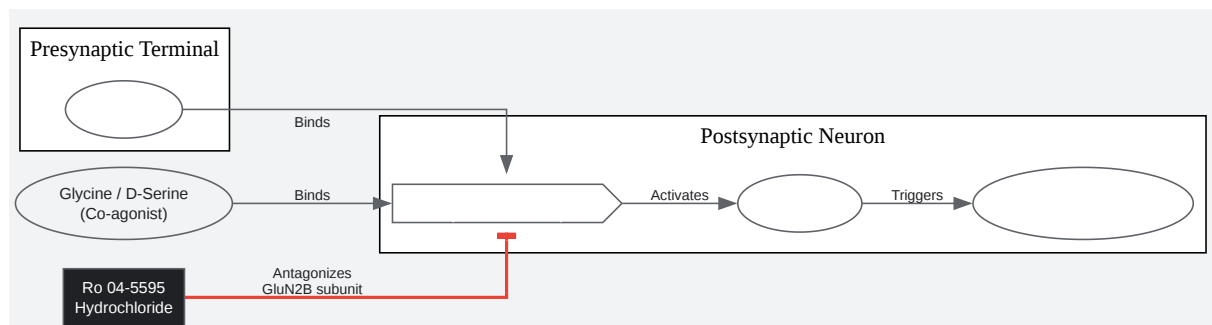 Presynaptic Terminal
Binds
Postsynaptic Neuron
Glycine / D-Serine
(Co-agonist)
Binds
Activates
Triggers
Antagonizes
GluN2B subunit
Ro 04-5595
Hydrochloride